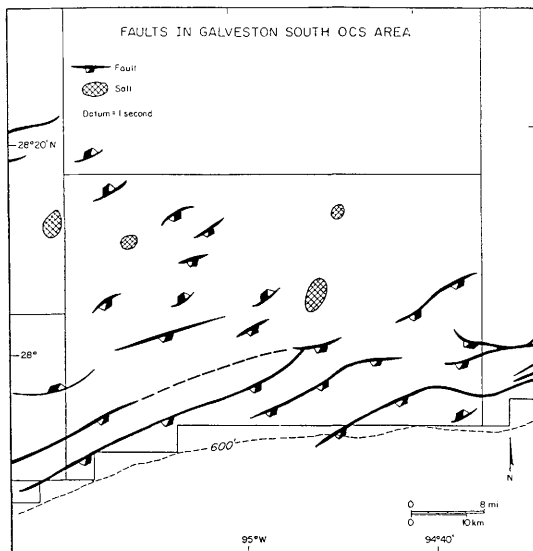 FAULTS IN GALVESTON SOUTH OCS AREA
Fault
Salt
Datum = 1 second
28°20'N
28°
600'
N
0 8 mi
0 10 km
95°W
94°40'